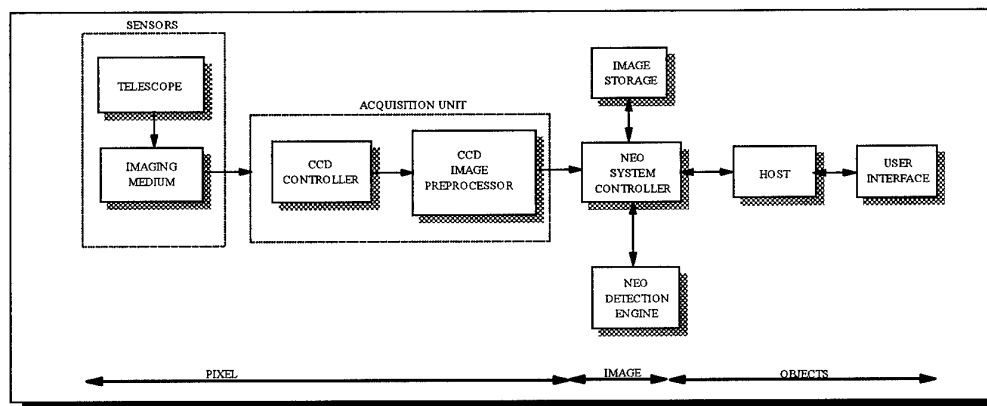 SENSORS
TELESCOPE
IMAGING
MEDIUM
ACQUISITION UNIT
CCD
CONTROLLER
CCD
IMAGE
PREPROCESSOR
IMAGE
STORAGE
NEO
SYSTEM
CONTROLLER
NEO
DETECTION
ENGINE
HOST
USER
INTERFACE
PIXEL
IMAGE
OBJECTS